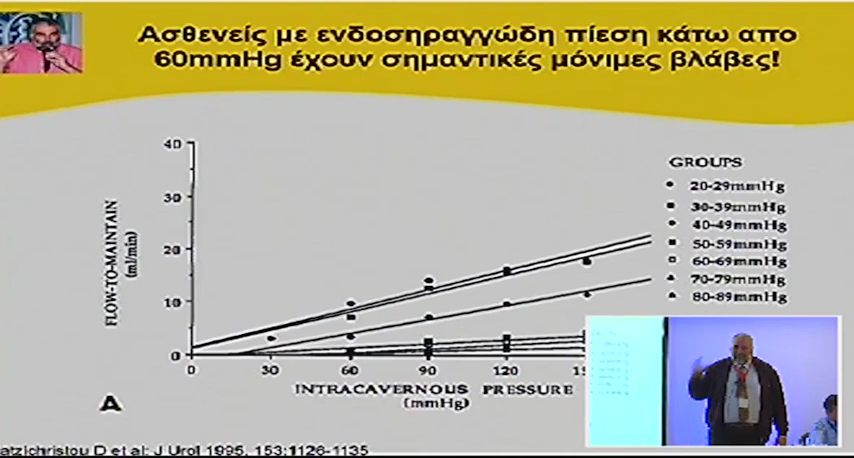 Ασθενείς με ενδοσηραγγώδη πίεση κάτω απο
60mmHg έχουν σημαντικές μόνιμες βλάβες!
GROUPS
20-29mmHg
30-39mmHg
40-49mmHg
50-59mmHg
60-69mmHg
70-79mmHg
80-89mmHg
FLOW-TO-MAINTAIN
(ml/min)
40
30
20
10
0
0 30 60 90 120
INTRACAVERNOUS PRESSURE
(mmHg)
A
atzichristou D et al: J Urol 1995, 153:1126-1135